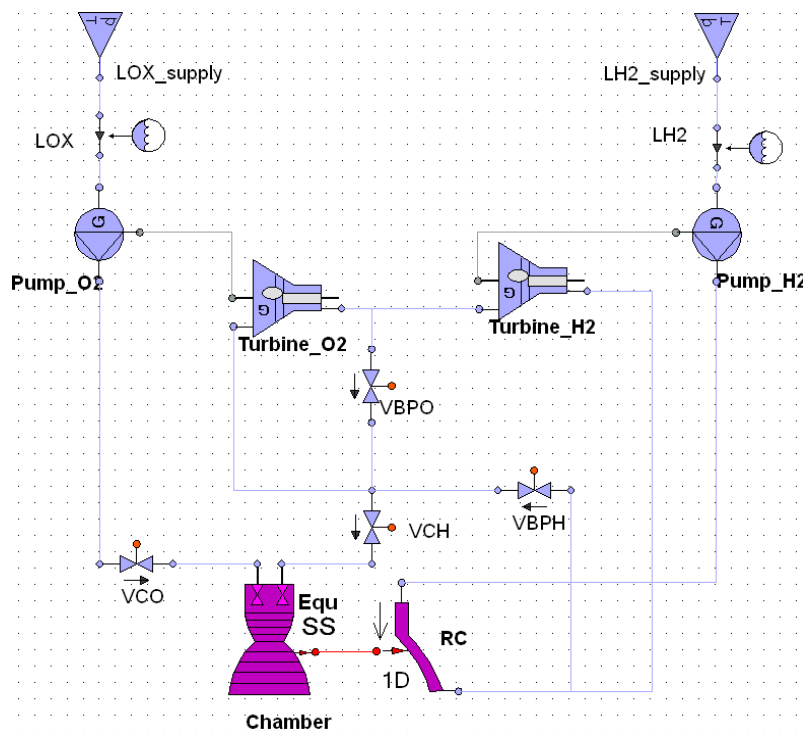 LOX_supply
LH2_supply
LOX
LH2
G
G
Pump_O2
Pump_H2
G
G
Turbine_O2
Turbine_H2
VBPO
VBPH
VCH
VCO
Equ
SS
RC
1D
Chamber